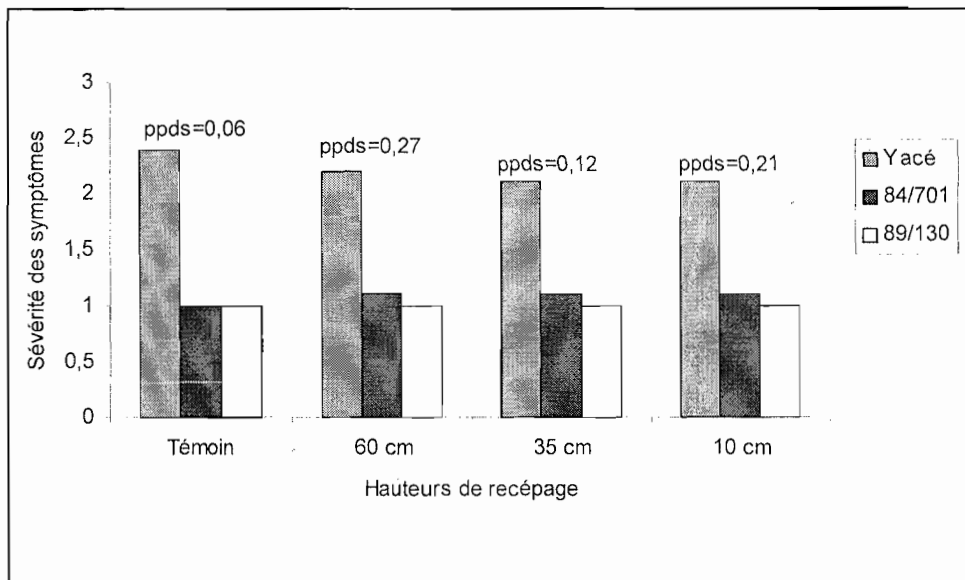 Sévérité des symptômes
3
2,5
2
1,5
1
0,5
0
ppds=0,06
ppds=0,27
ppds=0,12
ppds=0,21
Témoin
60 cm
35 cm
10 cm
Hauteurs de recépage
Yacé
84/701
89/130